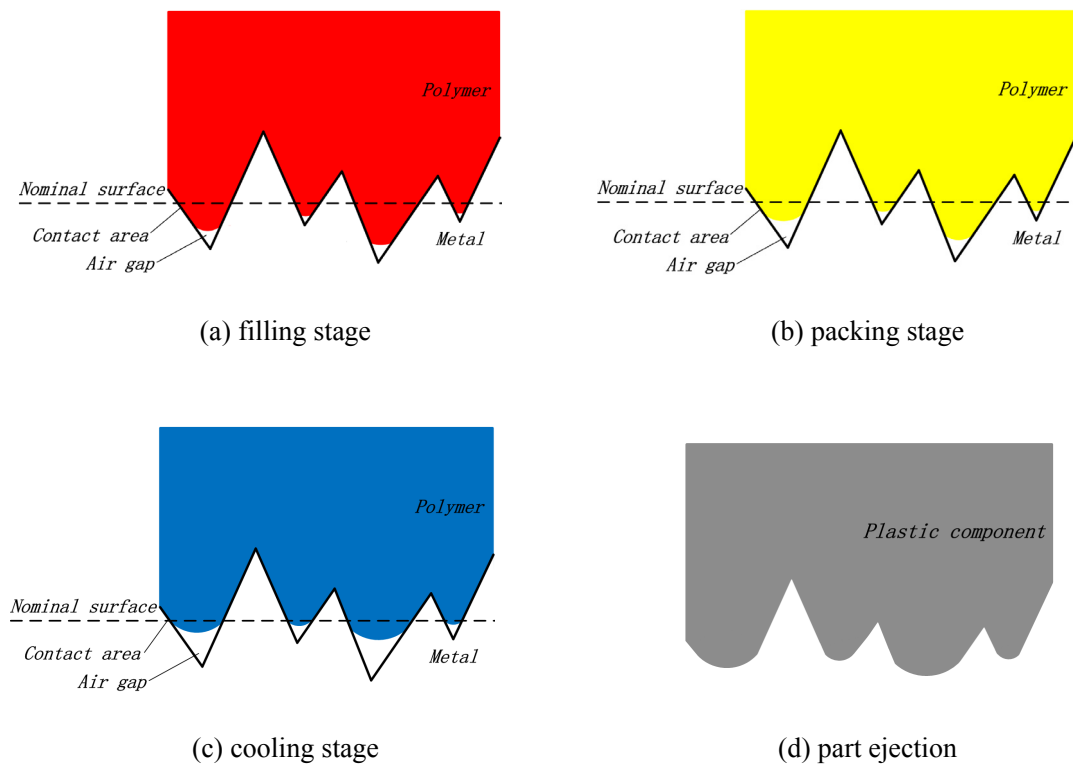 Polymer
Nominal surface
Contact area
Air gap
Metal
(a) filling stage
Polymer
Nominal surface
Contact area
Air gap
Metal
(b) packing stage
Polymer
Nominal surface
Contact area
Air gap
Metal
(c) cooling stage
Plastic component
(d) part ejection